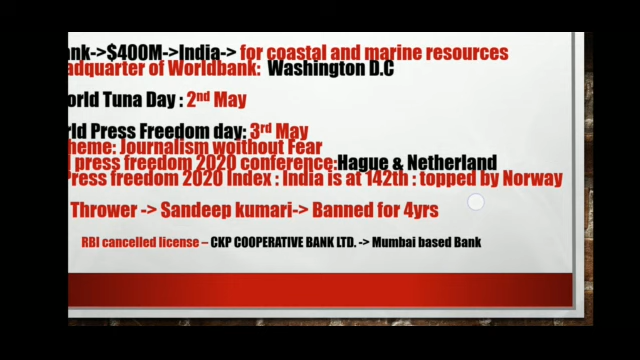 ank->$400M->India-> for coastal and marine resources
adquarter of Worldbank: Washington D.C
orld Tuna Day : 2nd May
rld Press Freedom day: 3rd May
heme: Journalism woithout Fear
press freedom 2020 conference:Hague & Netherland
ress freedom 2020 Index : India is at 142th : topped by Norway
Thrower -> Sandeep kumari-> Banned for 4yrs
RBI cancelled license – CKP COOPERATIVE BANK LTD. -> Mumbai based Bank